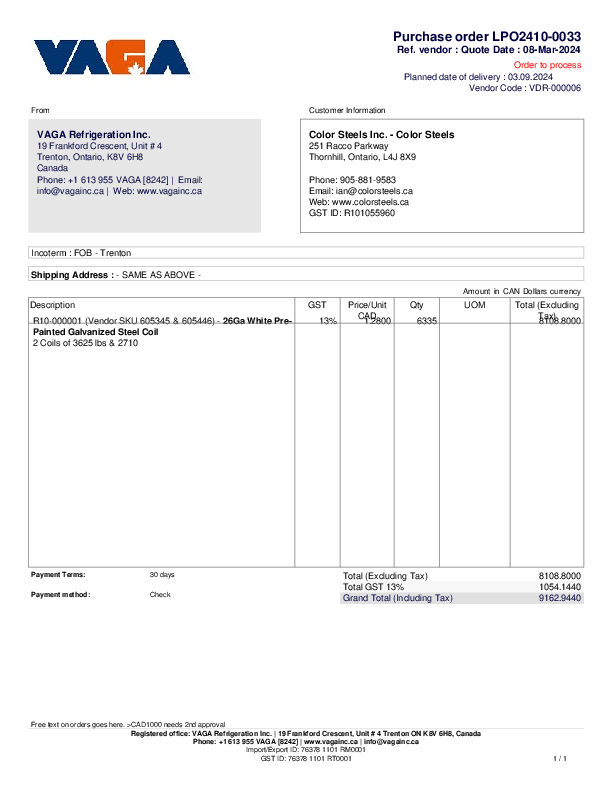 VAGA
Purchase order LPO2410-0033
Ref. vendor : Quote Date : 08-Mar-2024
Order to process
Planned date of delivery : 03.09.2024
Vendor Code : VDR-000006
From
Customer Information
VAGA Refrigeration Inc.
19 Frankford Crescent, Unit # 4
Trenton, Ontario, K8V 6H8
Canada
Phone: +1 613 955 VAGA [8242] | Email:
info@vagainc.ca | Web: www.vagainc.ca
Color Steels Inc. - Color Steels
251 Racco Parkway
Thornhill, Ontario, L4J 8X9
Phone: 905-881-9583
Email: ian@colorsteels.ca
Web: www.colorsteels.ca
GST ID: R101055960
Incoterm : FOB - Trenton
Shipping Address : - SAME AS ABOVE -
Amount in CAN Dollars currency
Description GST Price/Unit CAD Qty UOM Total (Excluding Tax)
R10-000001 (Vendor SKU 605345 & 605446) - 26Ga White Pre- 13% 1.2800 6335 8108.8000
Painted Galvanized Steel Coil
2 Coils of 3625 lbs & 2710
Payment Terms: 30 days
Payment method: Check
Total (Excluding Tax) 8108.8000
Total GST 13% 1054.1440
Grand Total (Including Tax) 9162.9440
Free text on orders goes here. >CAD1000 needs 2nd approval
Registered office: VAGA Refrigeration Inc. | 19 Frankford Crescent, Unit # 4 Trenton ON K8V 6H8, Canada
Phone: +1 613 955 VAGA [8242] | www.vagainc.ca | info@vagainc.ca
Import/Export ID: 76378 1101 RM0001
GST ID: 76378 1101 RT0001
1 / 1